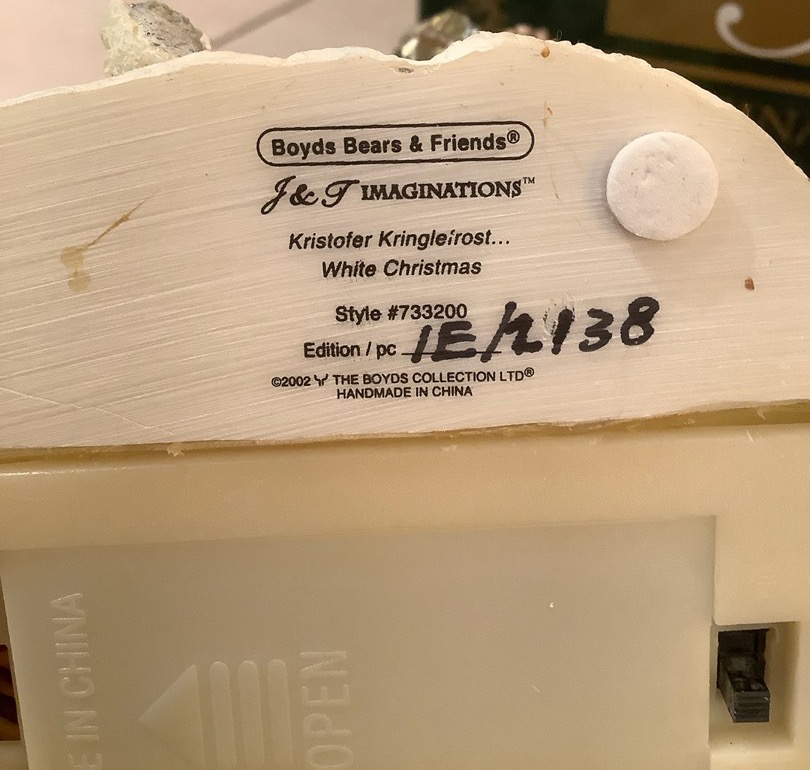 Boyds Bears & Friends®
J&T IMAGINATIONS™
Kristofer Kringlefrost...
White Christmas
Style #733200
Edition / pc 1E/2138
©2002 THE BOYDS COLLECTION LTD®
HANDMADE IN CHINA
E IN CHINA
OPEN